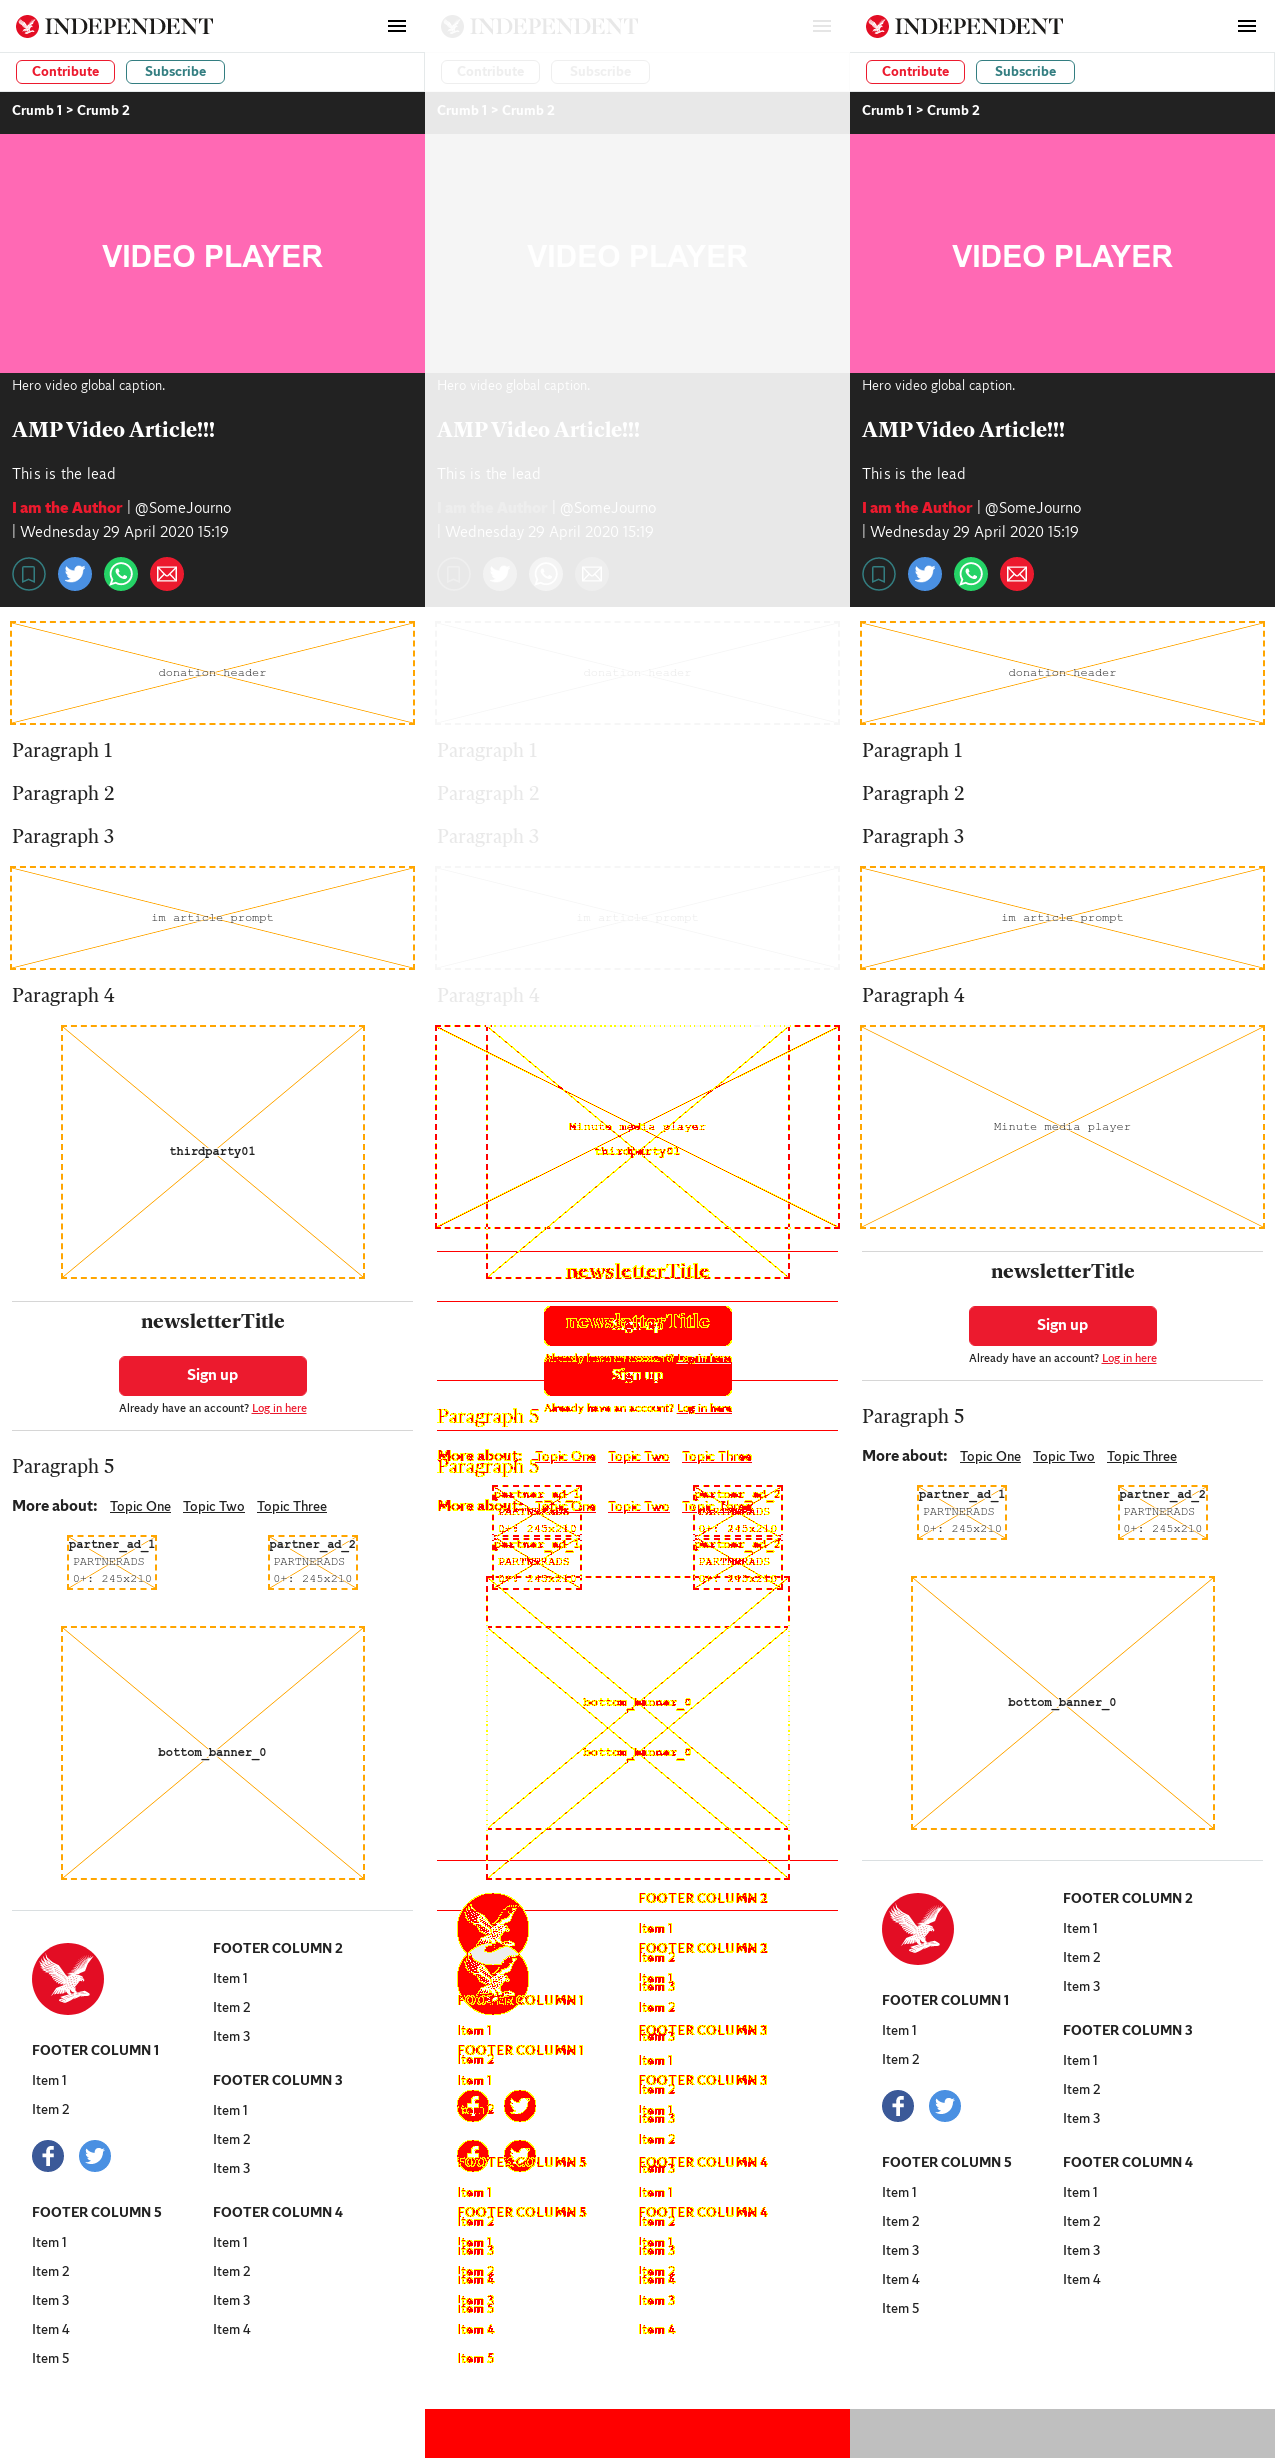 INDEPENDENT
Contribute Subscribe
Crumb 1 > Crumb 2
VIDEO PLAYER
Hero video global caption.
AMP Video Article!!!
This is the lead
I am the Author | @SomeJourno
| Wednesday 29 April 2020 15:19
donation header
Paragraph 1
Paragraph 2
Paragraph 3
im article prompt
Paragraph 4
thirdparty01
newsletterTitle
Sign up
Already have an account? Log in here
Paragraph 5
More about: Topic One Topic Two Topic Three
partner_ad_1 partner_ad_2
PARTNERADS PARTNERADS
0+: 245x210 0+: 245x210
bottom_banner_0
FOOTER COLUMN 1
Item 1
Item 2
FOOTER COLUMN 2
Item 1
Item 2
Item 3
FOOTER COLUMN 3
Item 1
Item 2
Item 3
FOOTER COLUMN 5
Item 1
Item 2
Item 3
Item 4
Item 5
FOOTER COLUMN 4
Item 1
Item 2
Item 3
Item 4
INDEPENDENT
Contribute Subscribe
Crumb 1 > Crumb 2
VIDEO PLAYER
Hero video global caption.
AMP Video Article!!!
This is the lead
I am the Author | @SomeJourno
| Wednesday 29 April 2020 15:19
donation header
Paragraph 1
Paragraph 2
Paragraph 3
im article prompt
Paragraph 4
Minute media player
thirdparty01
newsletterTitle
newsletterTitle
Sign up
Already have an account? Log in here
Paragraph 5
More about: Topic One Topic Two Topic Three
Paragraph 5
More about: Topic One Topic Two Topic Three
partner_ad_1 partner_ad_2
PARTNERADS PARTNERADS
0+: 245x210 0+: 245x210
bottom_banner_0
bottom_banner_0
FOOTER COLUMN 2
Item 1
FOOTER COLUMN 2
Item 2
Item 1
Item 3
Item 2
FOOTER COLUMN 1
Item 1
FOOTER COLUMN 1
Item 2
Item 1
FOOTER COLUMN 3
Item 3
Item 1
FOOTER COLUMN 3
Item 2
Item 1
Item 3
Item 2
Item 3
FOOTER COLUMN 5
Item 1
FOOTER COLUMN 5
Item 2
Item 1
Item 3
Item 2
Item 4
Item 3
Item 5
Item 4
Item 5
FOOTER COLUMN 4
Item 1
FOOTER COLUMN 4
Item 2
Item 1
Item 3
Item 2
Item 4
Item 3
Item 4
INDEPENDENT
Contribute Subscribe
Crumb 1 > Crumb 2
VIDEO PLAYER
Hero video global caption.
AMP Video Article!!!
This is the lead
I am the Author | @SomeJourno
| Wednesday 29 April 2020 15:19
donation header
Paragraph 1
Paragraph 2
Paragraph 3
im article prompt
Paragraph 4
Minute media player
newsletterTitle
Sign up
Already have an account? Log in here
Paragraph 5
More about: Topic One Topic Two Topic Three
partner_ad_1 partner_ad_2
PARTNERADS PARTNERADS
0+: 245x210 0+: 245x210
bottom_banner_0
FOOTER COLUMN 1
Item 1
Item 2
FOOTER COLUMN 2
Item 1
Item 2
Item 3
FOOTER COLUMN 3
Item 1
Item 2
Item 3
FOOTER COLUMN 5
Item 1
Item 2
Item 3
Item 4
Item 5
FOOTER COLUMN 4
Item 1
Item 2
Item 3
Item 4